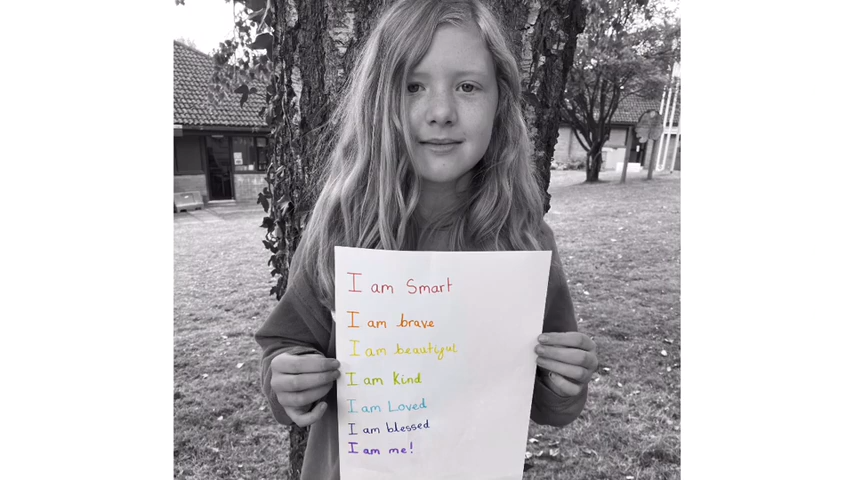 I am Smart
I am brave
I am beautiful
I am Kind
I am Loved
I am blessed
I am me!